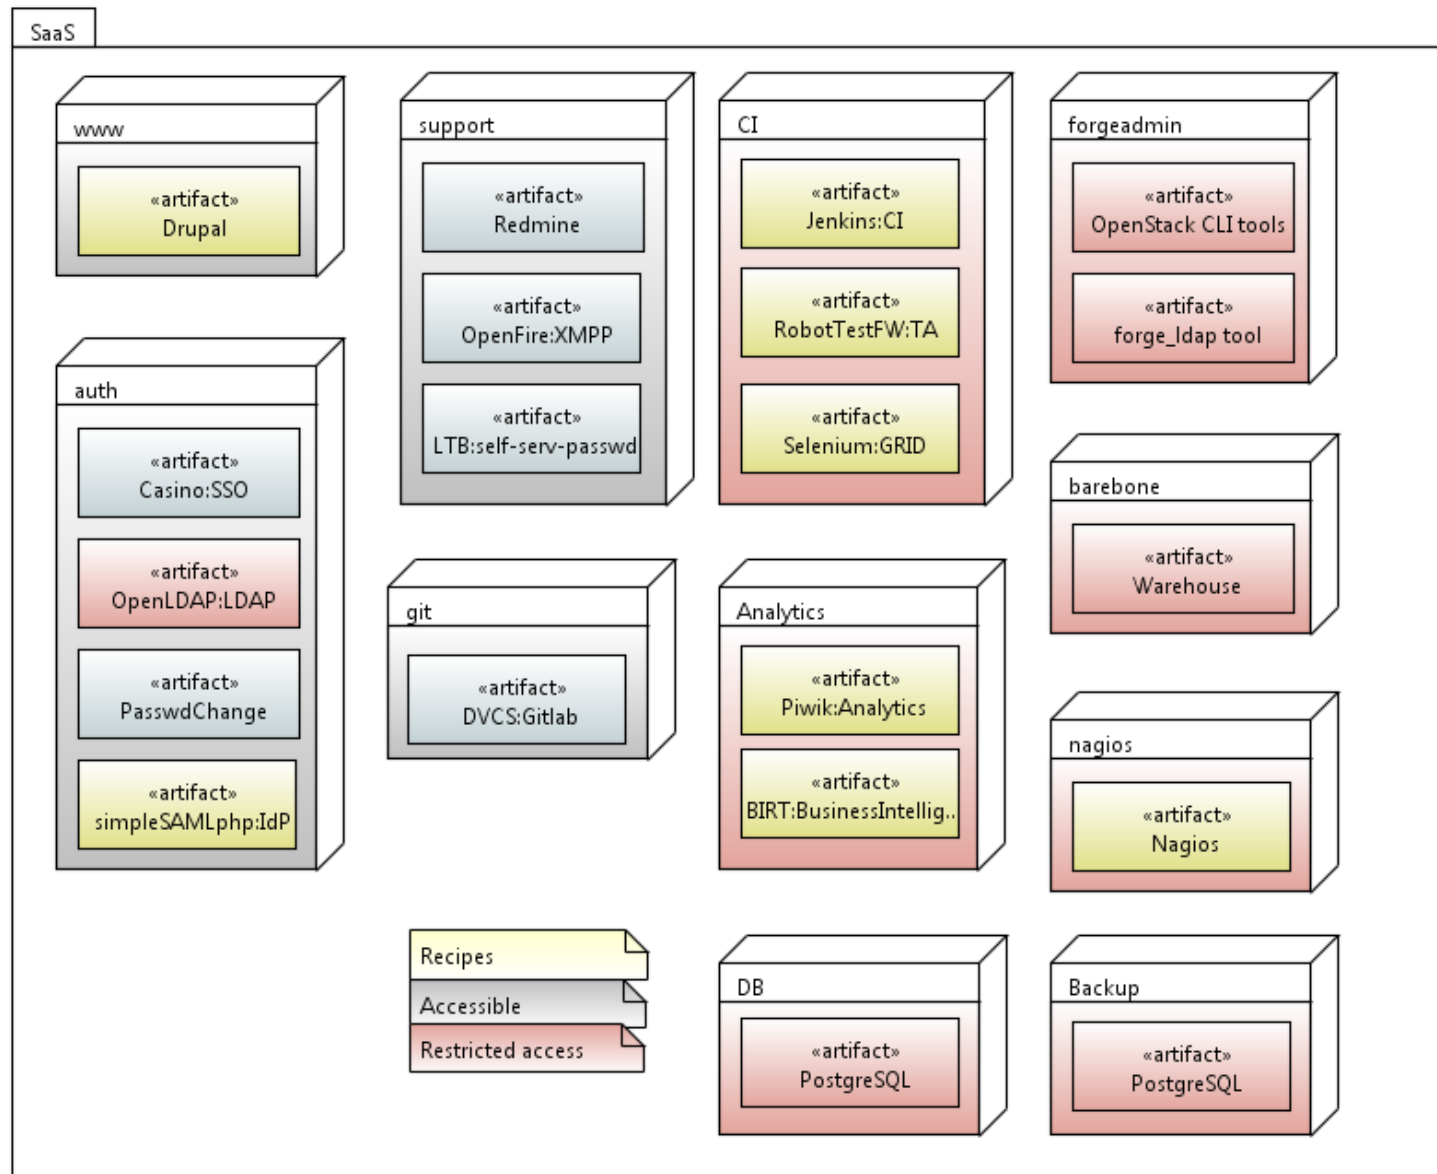 SaaS
www
«artifact»
Drupal
auth
«artifact»
Casino:SSO
«artifact»
OpenLDAP:LDAP
«artifact»
PasswdChange
«artifact»
simpleSAMLphp:IdP
support
«artifact»
Redmine
«artifact»
OpenFire:XMPP
«artifact»
LTB:self-serv-passwd
git
«artifact»
DVCS:Gitlab
Recipes
Accessible
Restricted access
CI
«artifact»
Jenkins:CI
«artifact»
RobotTestFW:TA
«artifact»
Selenium:GRID
Analytics
«artifact»
Piwik:Analytics
«artifact»
BIRT:BusinessIntellig..
DB
«artifact»
PostgreSQL
forgeadmin
«artifact»
OpenStack CLI tools
«artifact»
forge_ldap tool
barebone
«artifact»
Warehouse
nagios
«artifact»
Nagios
Backup
«artifact»
PostgreSQL